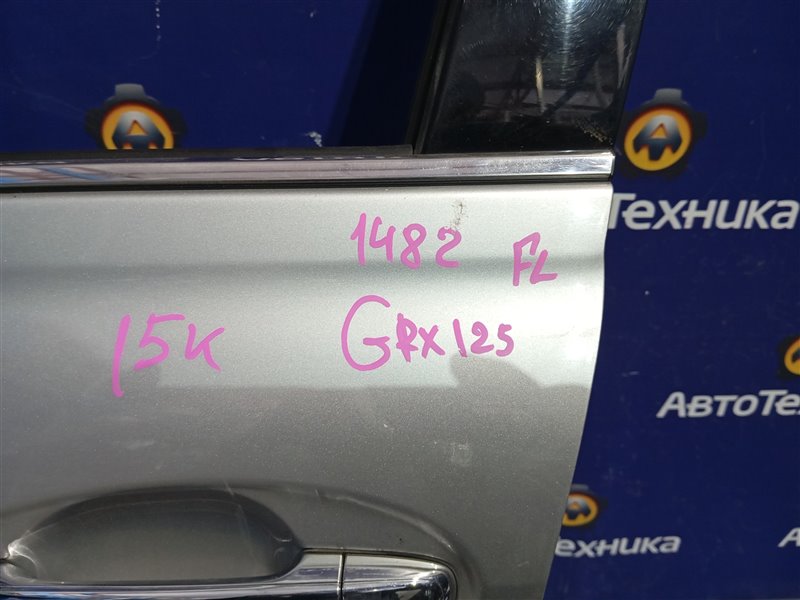 1482 FL
15K GRX125
Техника
АвтоТе
Техника